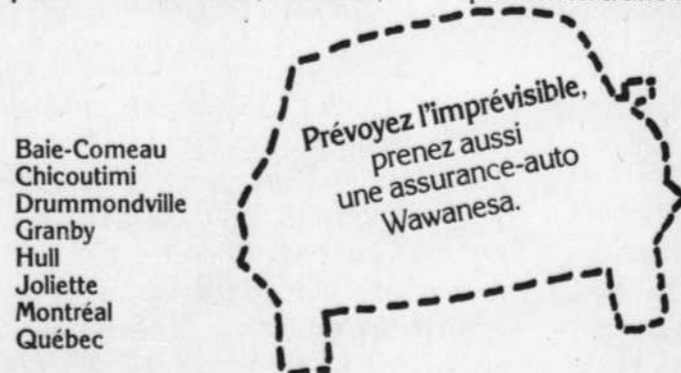 Baie-Comeau
Chicoutimi
Drummondville
Granby
Hull
Joliette
Montréal
Québec
Prévoyez l'imprévisible,
prenez aussi
une assurance-auto
Wawanesa.